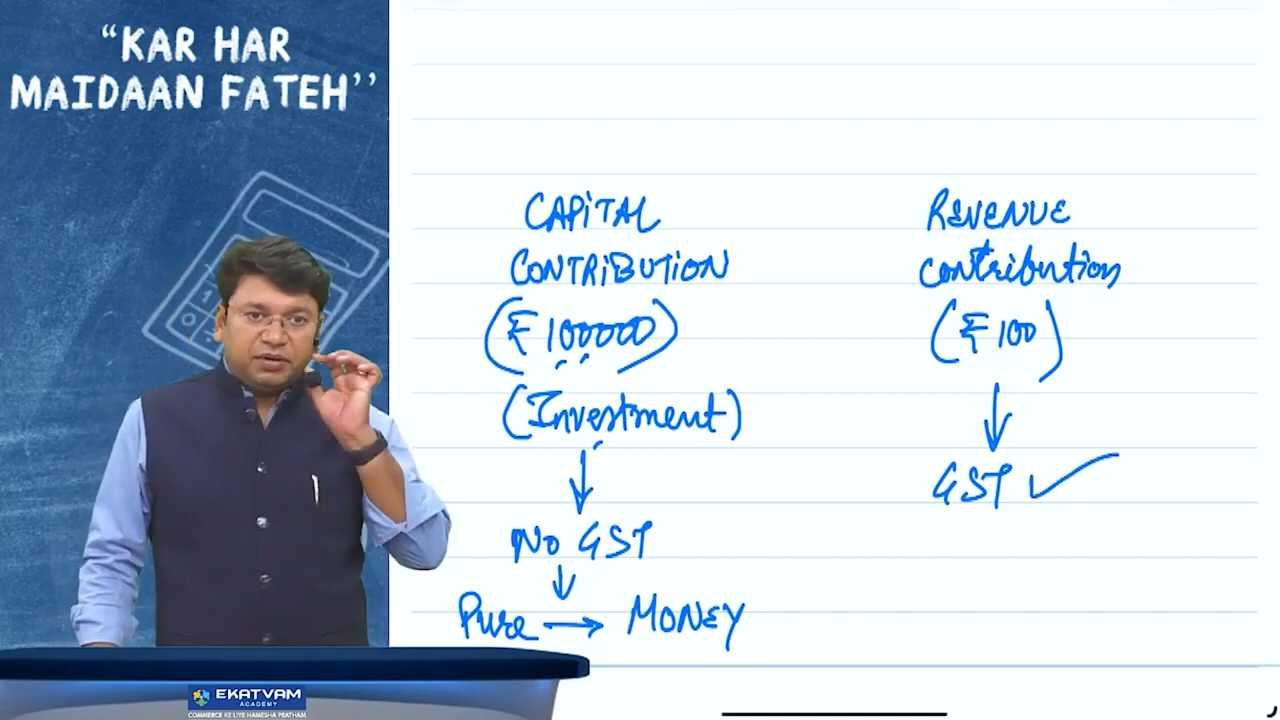 “KAR HAR
MAIDAAN FATEH’’
CAPITAL
CONTRIBUTION
(₹ 100000)
(Investment)
↓
No GST
↓
Pure → MONEY
REVENUE
contribution
(₹ 100)
↓
GST ✓
EKATVAM
ACADEMY
COMMERCE KE LIYE HAMESHA PRATHAM